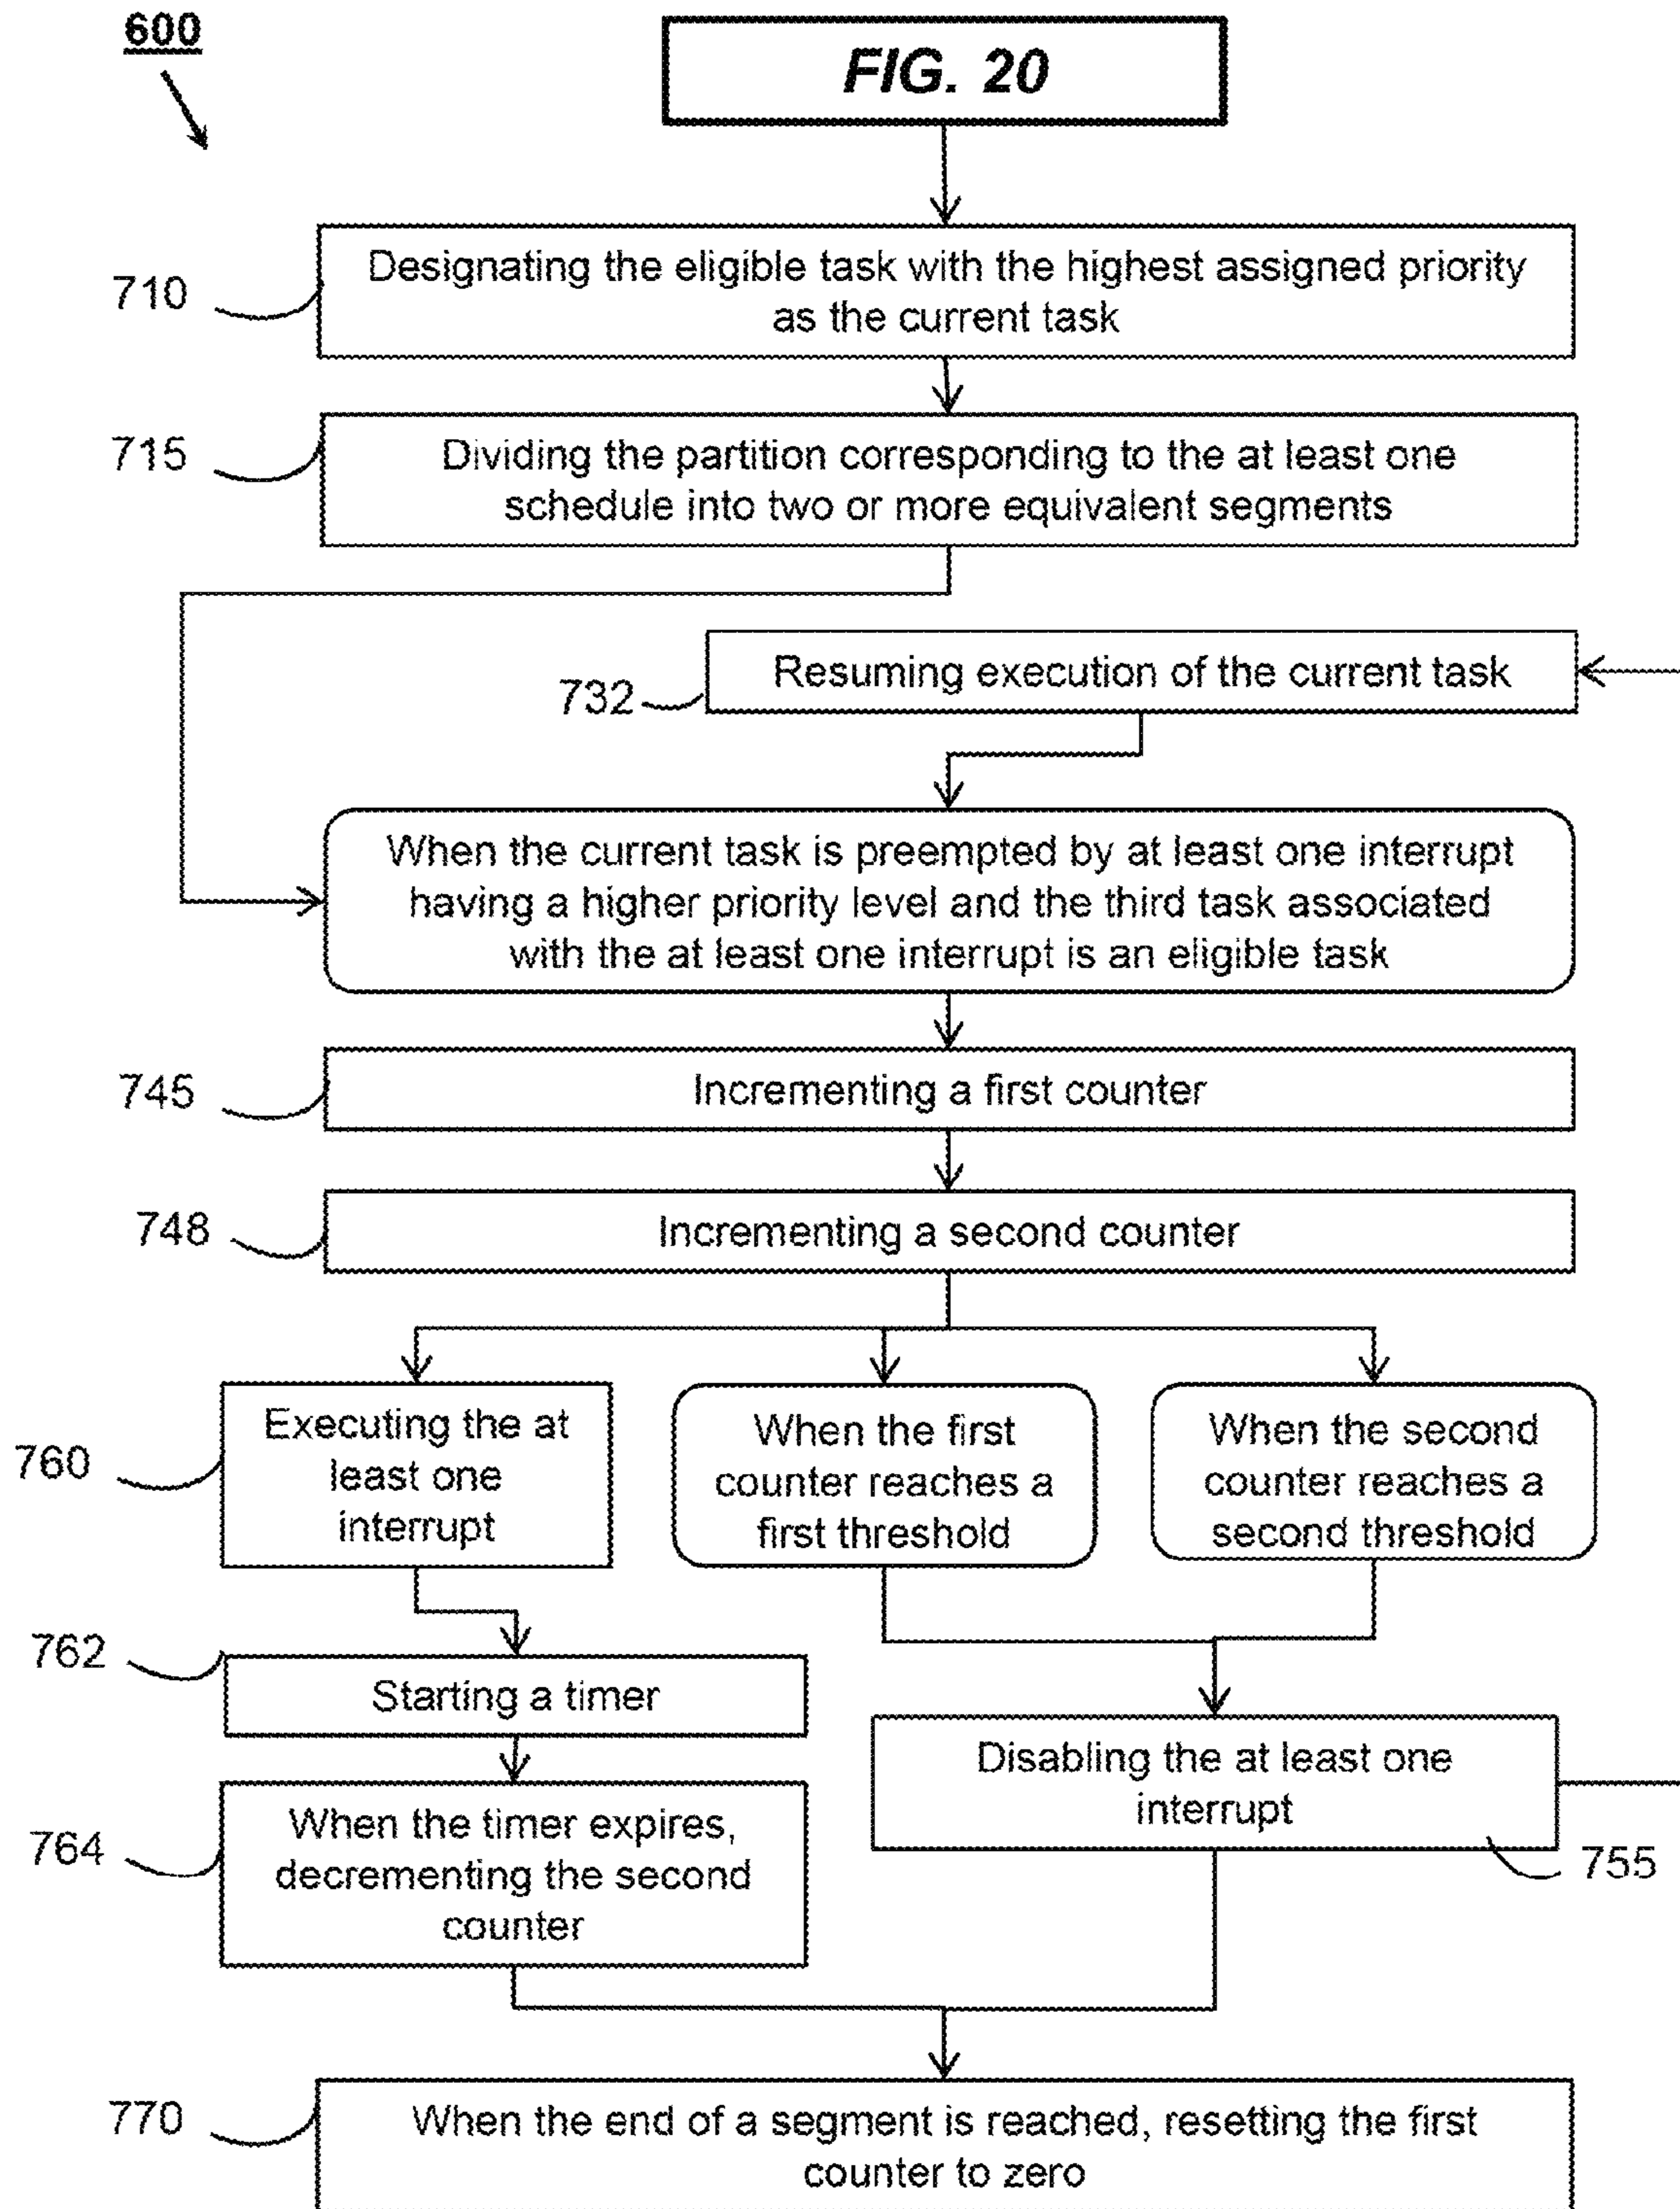 600
FIG. 20
710
Designating the eligible task with the highest assigned priority
as the current task
715
Dividing the partition corresponding to the at least one
schedule into two or more equivalent segments
732
Resuming execution of the current task
When the current task is preempted by at least one interrupt
having a higher priority level and the third task associated
with the at least one interrupt is an eligible task
745
Incrementing a first counter
748
Incrementing a second counter
760
Executing the at
least one
interrupt
When the first
counter reaches a
first threshold
When the second
counter reaches a
second threshold
762
Starting a timer
Disabling the at least one
interrupt
755
764
When the timer expires,
decrementing the second
counter
770
When the end of a segment is reached, resetting the first
counter to zero